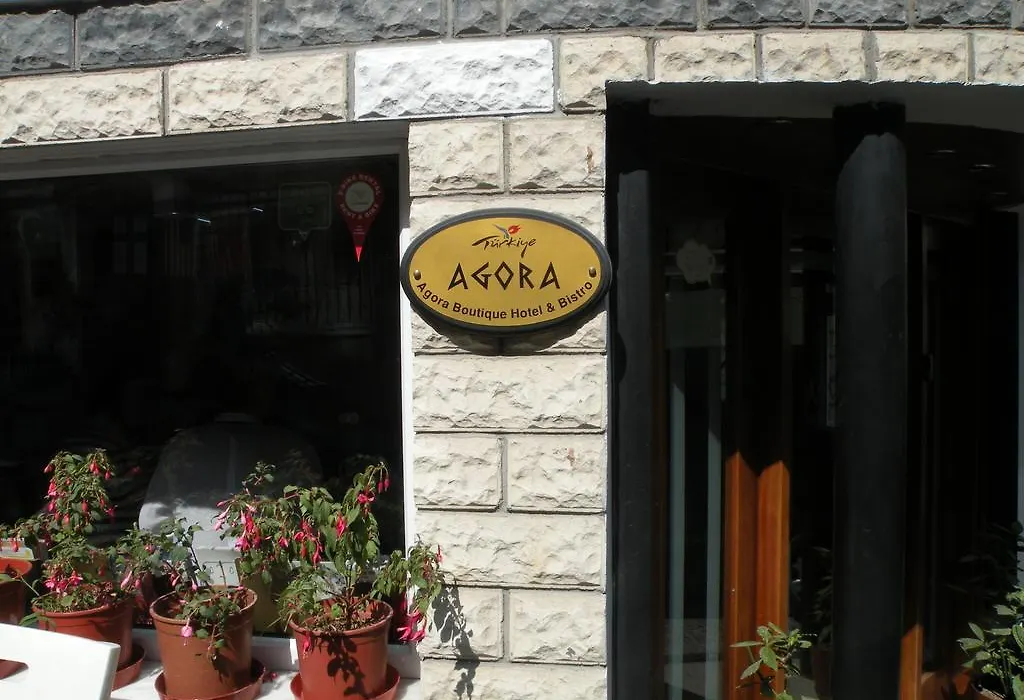 Türkiye
AGORA
Agora Boutique Hotel & Bistro